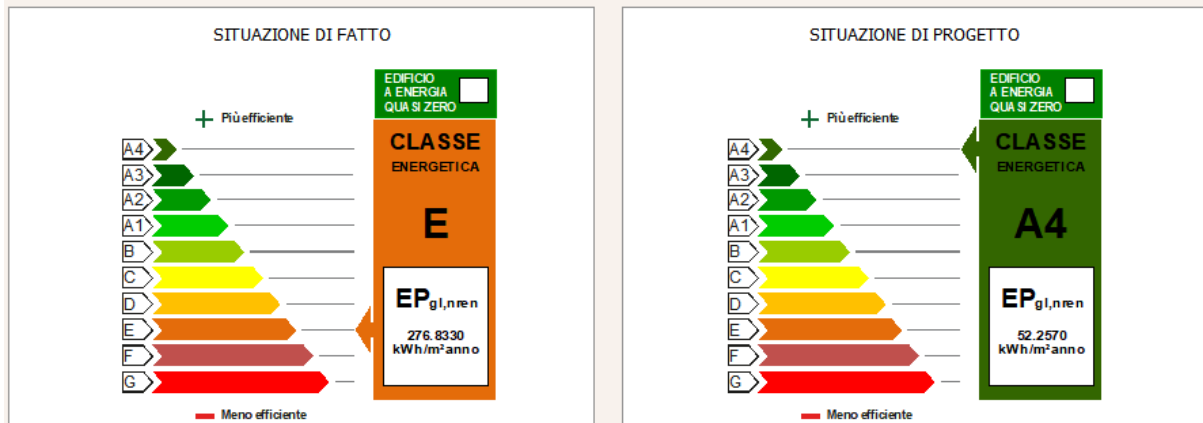 SITUAZIONE DI FATTO
EDIFICIO
A ENERGIA
QUASI ZERO
Più efficiente
CLASSE
ENERGETICA
A4
A3
A2
A1
B
C
D
E
F
G
E
EPgl,nren
276.8330
kWh/m²anno
Meno efficiente
SITUAZIONE DI PROGETTO
EDIFICIO
A ENERGIA
QUASI ZERO
Più efficiente
CLASSE
ENERGETICA
A4
A3
A2
A1
B
C
D
E
F
G
A4
EPgl,nren
52.2570
kWh/m²anno
Meno efficiente